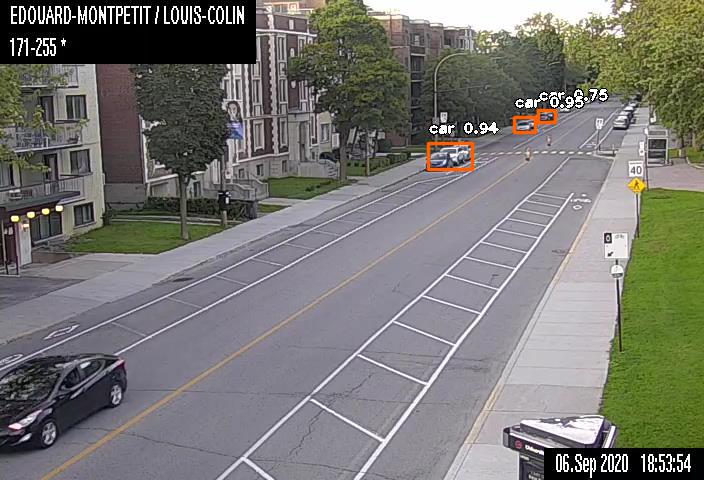 EDOUARD-MONTPETIT / LOUIS-COLIN
171-255 *
car 0.75
car 0.95
car 0.94
40
06.Sep 2020 18:53:54